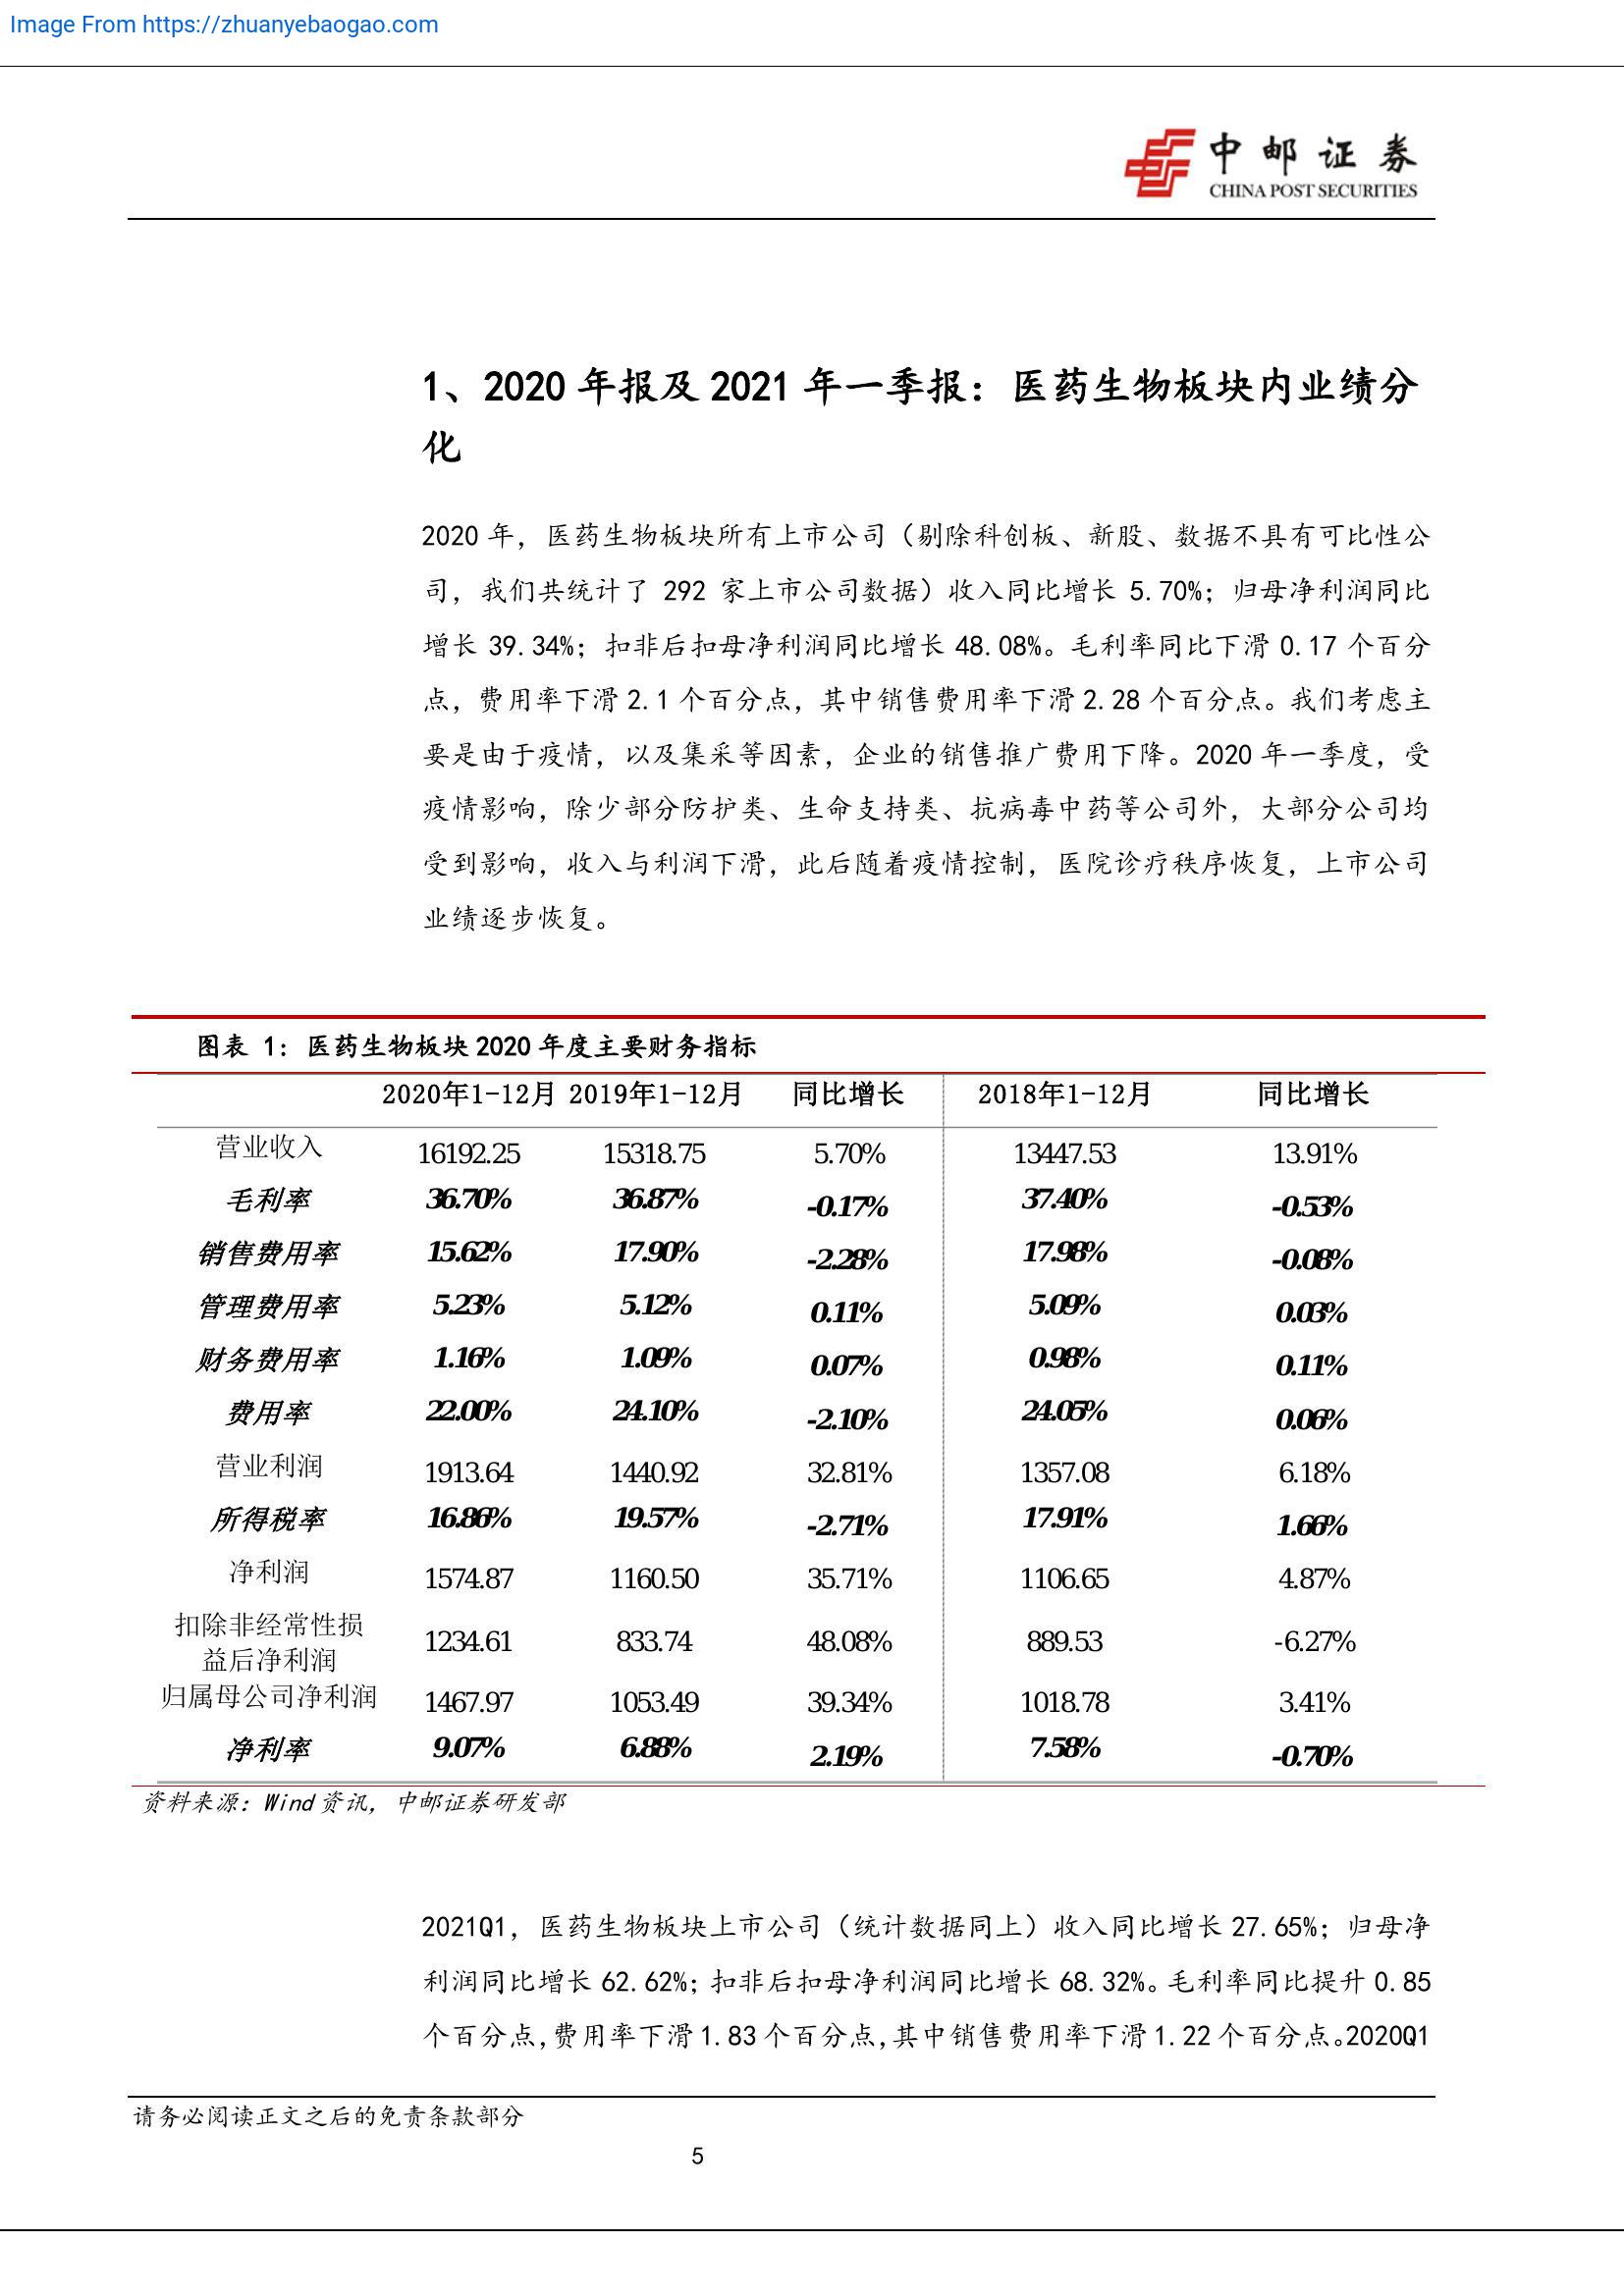 Image From https://zhuanyebaogao.com
中邮证券
CHINA POST SECURITIES
1、2020 年报及 2021 年一季报：医药生物板块内业绩分
化
2020 年，医药生物板块所有上市公司（剔除科创板、新股、数据不具有可比性公
司，我们共统计了 292 家上市公司数据）收入同比增长 5.70%；归母净利润同比
增长 39.34%；扣非后扣母净利润同比增长 48.08%。毛利率同比下滑 0.17 个百分
点，费用率下滑 2.1 个百分点，其中销售费用率下滑 2.28 个百分点。我们考虑主
要是由于疫情，以及集采等因素，企业的销售推广费用下降。2020 年一季度，受
疫情影响，除少部分防护类、生命支持类、抗病毒中药等公司外，大部分公司均
受到影响，收入与利润下滑，此后随着疫情控制，医院诊疗秩序恢复，上市公司
业绩逐步恢复。
图表 1：医药生物板块 2020 年度主要财务指标
2020年1-12月 2019年1-12月 同比增长 2018年1-12月 同比增长
营业收入 16192.25 15318.75 5.70% 13447.53 13.91%
毛利率 36.70% 36.87% -0.17% 37.40% -0.53%
销售费用率 15.62% 17.90% -2.28% 17.98% -0.08%
管理费用率 5.23% 5.12% 0.11% 5.09% 0.03%
财务费用率 1.16% 1.09% 0.07% 0.98% 0.11%
费用率 22.00% 24.10% -2.10% 24.05% 0.06%
营业利润 1913.64 1440.92 32.81% 1357.08 6.18%
所得税率 16.86% 19.57% -2.71% 17.91% 1.66%
净利润 1574.87 1160.50 35.71% 1106.65 4.87%
扣除非经常性损
益后净利润 1234.61 833.74 48.08% 889.53 -6.27%
归属母公司净利润 1467.97 1053.49 39.34% 1018.78 3.41%
净利率 9.07% 6.88% 2.19% 7.58% -0.70%
资料来源：Wind 资讯，中邮证券研发部
2021Q1，医药生物板块上市公司（统计数据同上）收入同比增长 27.65%；归母净
利润同比增长 62.62%；扣非后扣母净利润同比增长 68.32%。毛利率同比提升 0.85
个百分点，费用率下滑 1.83 个百分点，其中销售费用率下滑 1.22 个百分点。2020Q1
请务必阅读正文之后的免责条款部分
5